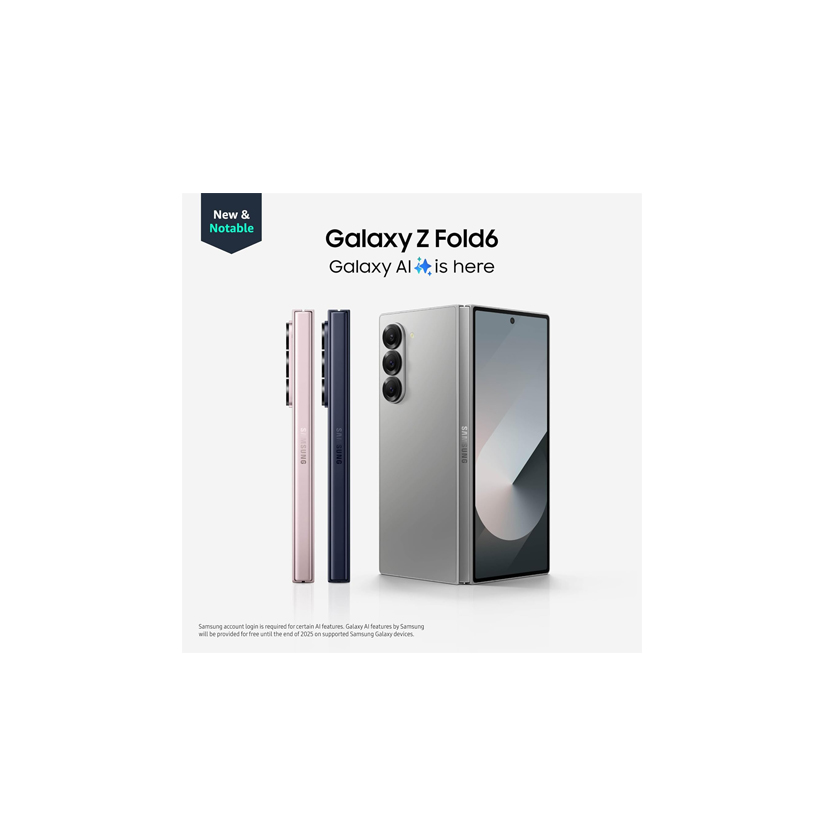 New &
Notable
Galaxy Z Fold6
Galaxy AI✨is here
SAMSUNG
SAMSUNG
SAMSUNG
Samsung account login is required for certain AI features. Galaxy AI features by Samsung
will be provided for free until the end of 2025 on supported Samsung Galaxy devices.